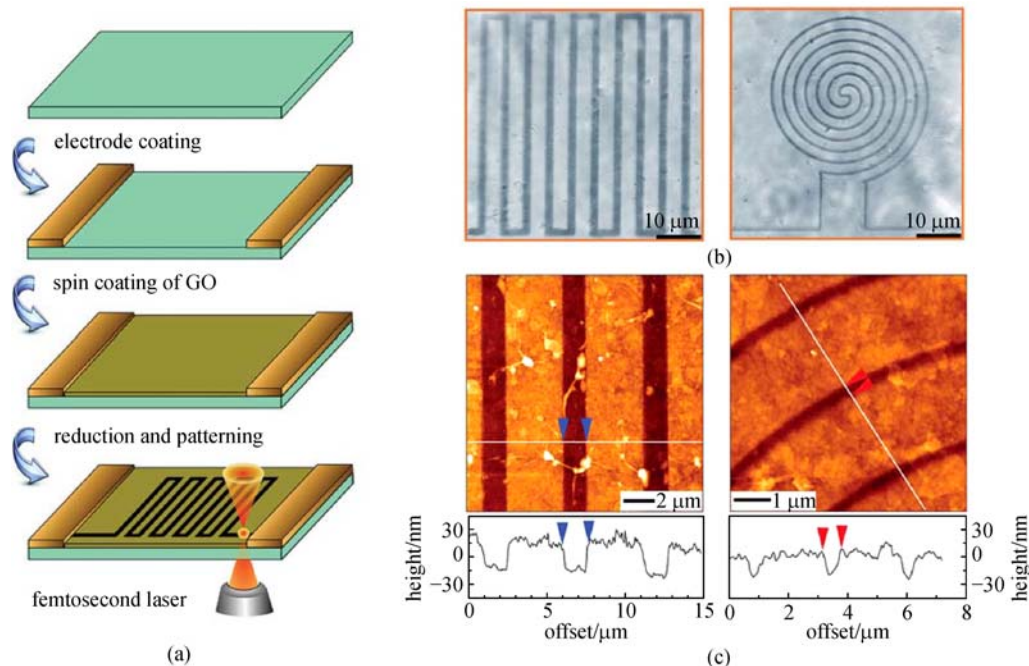 (a)
electrode coating
spin coating of GO
reduction and patterning
femtosecond laser
(a)
(b)
10 μm
10 μm
(b)
(c)
2 μm
1 μm
height/nm
30
0
−30
0 5 10 15
offset/μm
30
0
−30
height/nm
0 2 4 6 8
offset/μm
(c)